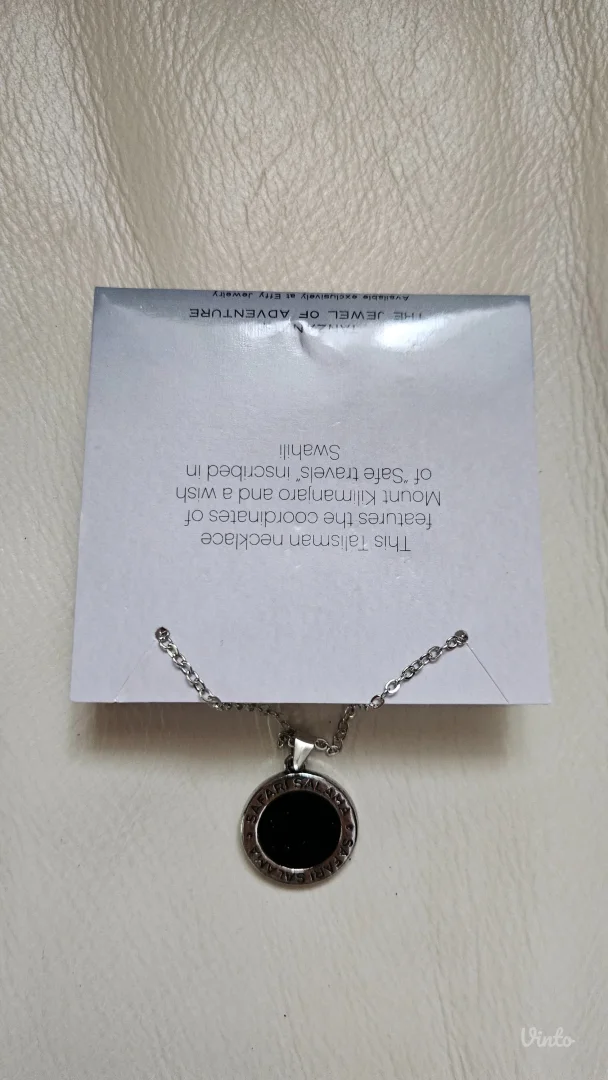 This Talisman necklace
features the coordinates of
Mount Kilimanjaro and a wish
of "Safe travels" inscribed in
Swahili
THE JEWEL OF ADVENTURE
Available exclusively at Effy Jewelry
SAFARI SALAMA • SAFARI SALAMA •
Vinto